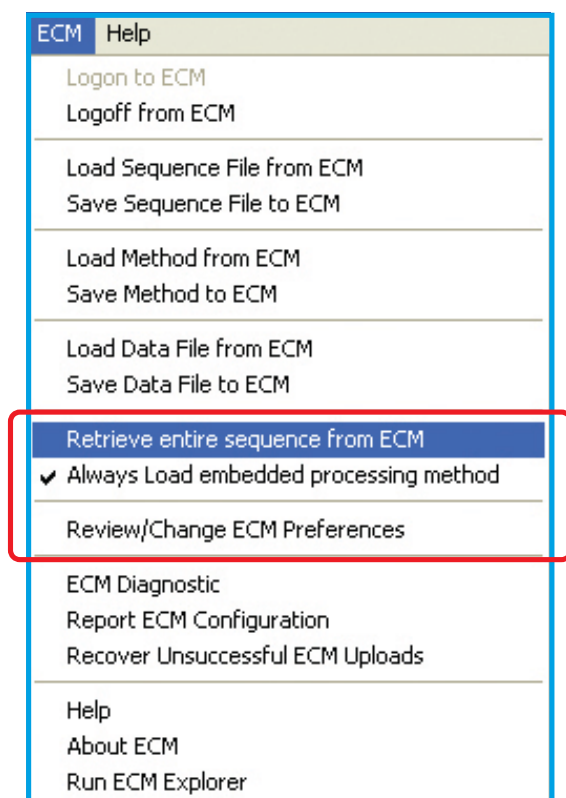 ECM Help
Logon to ECM
Logoff from ECM
Load Sequence File from ECM
Save Sequence File to ECM
Load Method from ECM
Save Method to ECM
Load Data File from ECM
Save Data File to ECM
Retrieve entire sequence from ECM
Always Load embedded processing method
Review/Change ECM Preferences
ECM Diagnostic
Report ECM Configuration
Recover Unsuccessful ECM Uploads
Help
About ECM
Run ECM Explorer